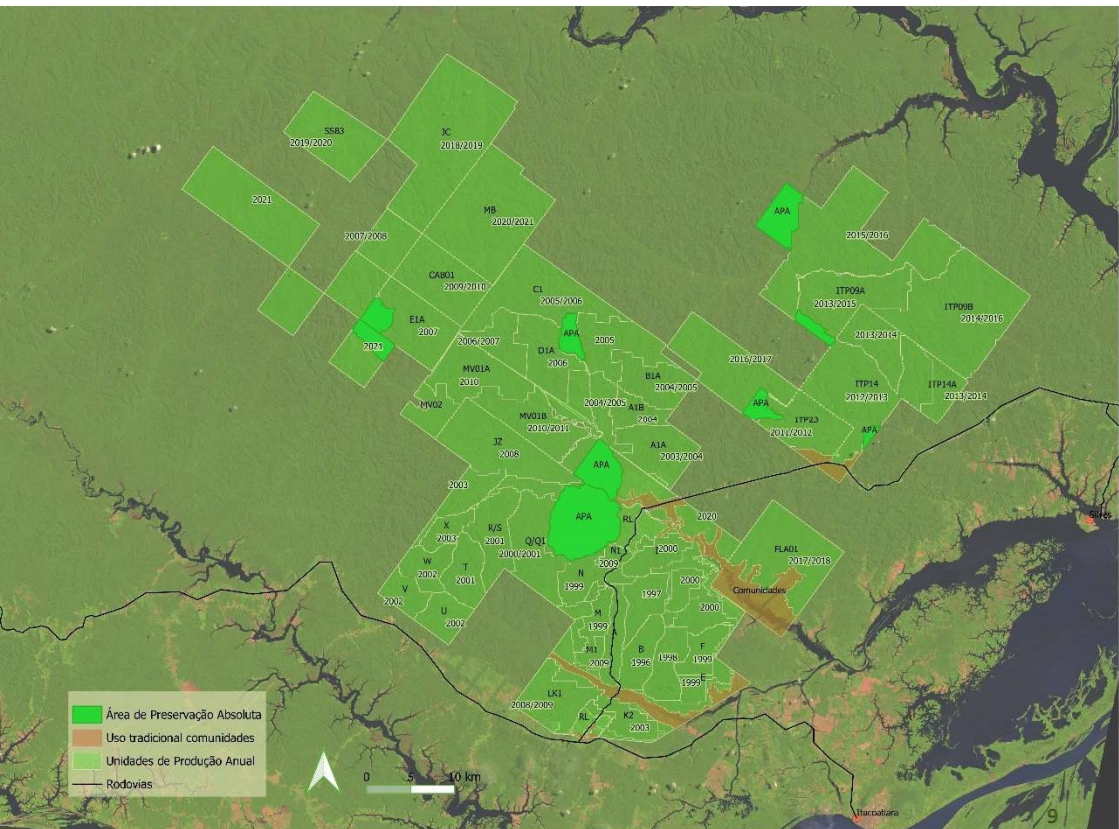 SSB3
2019/2020
JC
2018/2019
2021
MB
2020/2021
2007/2008
APA
2015/2016
CAB01
2009/2010
C1
2005/2006
ITP09A
2013/2015
ITP09B
2014/2016
E1A
2007
2021
2006/2007
APA
2005
2013/2014
D1A
2006
2016/2017
MV01A
2010
B1A
2004/2005
ITP14
2012/2013
ITP14A
2013/2014
MV02
2004/2005
A1B
2004
APA
MV01B
2010/2011
ITP23
2011/2012
APA
JZ
2008
A1A
2003/2004
APA
2003
X
2003
R/S
2001
APA
RL
2020
Q/Q1
2000/2001
N1
2009
I
2000
FLA01
2017/2018
W
2002
T
2001
N
1999
2000
Comunidades
V
2002
1997
2000
U
2002
M
1999
A
M1
2009
B
1996
1998
F
1999
E
1999
LK1
2008/2009
RL
K2
2003
Silves
Itacoatiara
Área de Preservação Absoluta
Uso tradicional comunidades
Unidades de Produção Anual
Rodovias
0 5 10 km
9